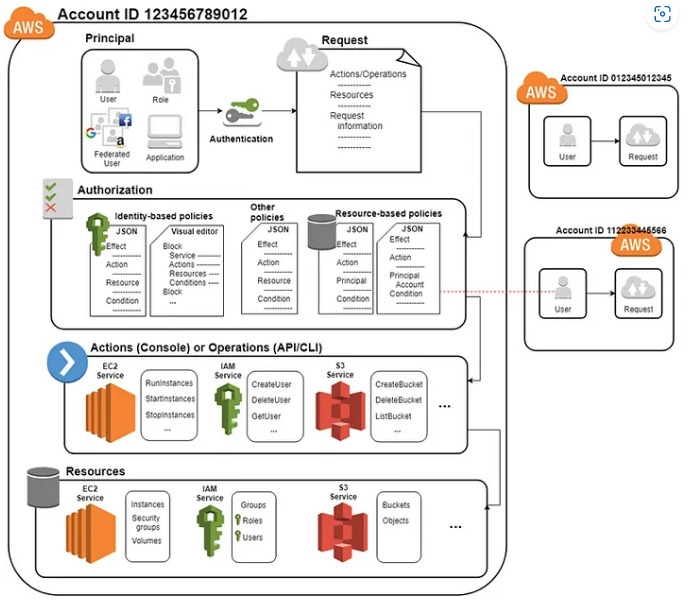 AWS
Account ID 123456789012
Principal
User
Role
G
f
a
Federated
User
Application
Authentication
Request
Actions/Operations
Resources
Request
information
AWS
Account ID 012345012345
User
Request
Authorization
Identity-based policies
JSON
Effect
Action
Resource
Condition
Visual editor
Block
Service
Actions
Resources
Conditions
Block
...
Other
policies
JSON
Effect
Action
Resource
Condition
Resource-based policies
JSON
Effect
Action
Principal
Condition
JSON
Effect
Action
Principal
Account
Condition
Account ID 112233445566
AWS
User
Request
Actions (Console) or Operations (API/CLI)
EC2
Service
RunInstances
StartInstances
StopInstances
...
IAM
Service
CreateUser
DeleteUser
GetUser
...
S3
Service
CreateBucket
DeleteBucket
ListBucket
...
...
Resources
EC2
Service
Instances
Security
groups
Volumes
IAM
Service
Groups
Roles
Users
S3
Service
Buckets
Objects
...